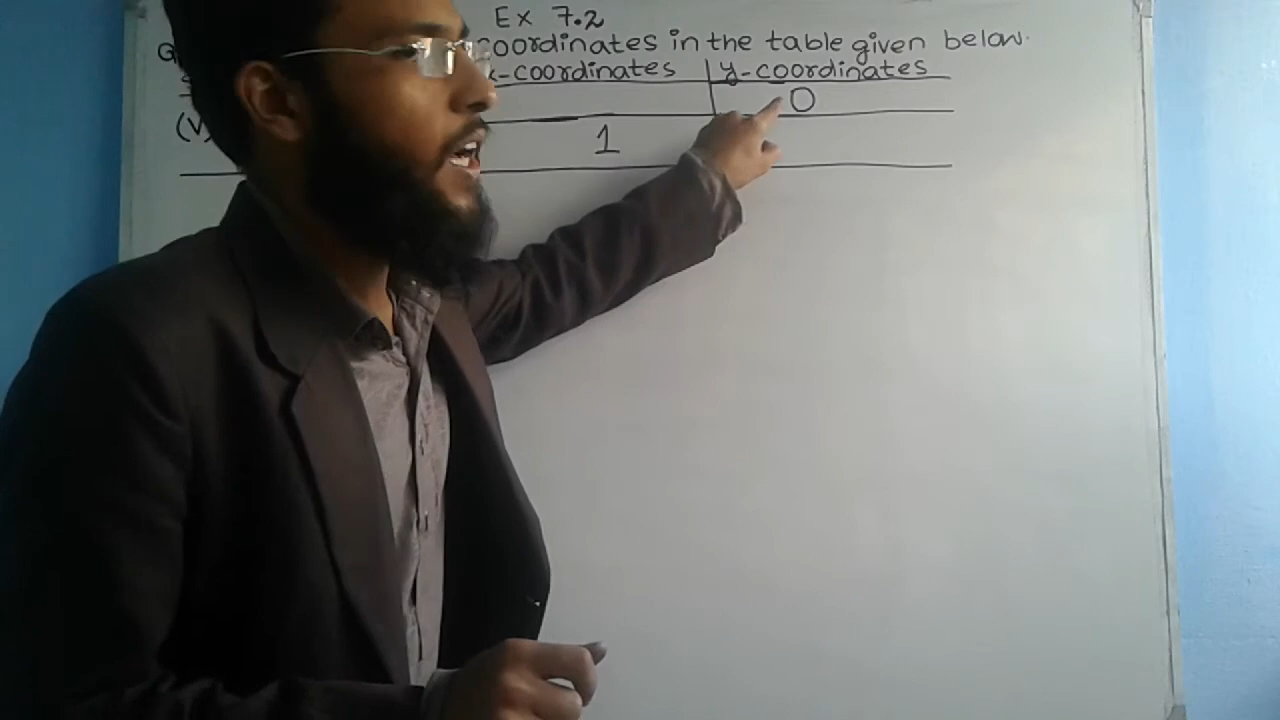 Ex 7.2
coordinates in the table given below.
x-coordinates y-coordinates
0
(V) 1